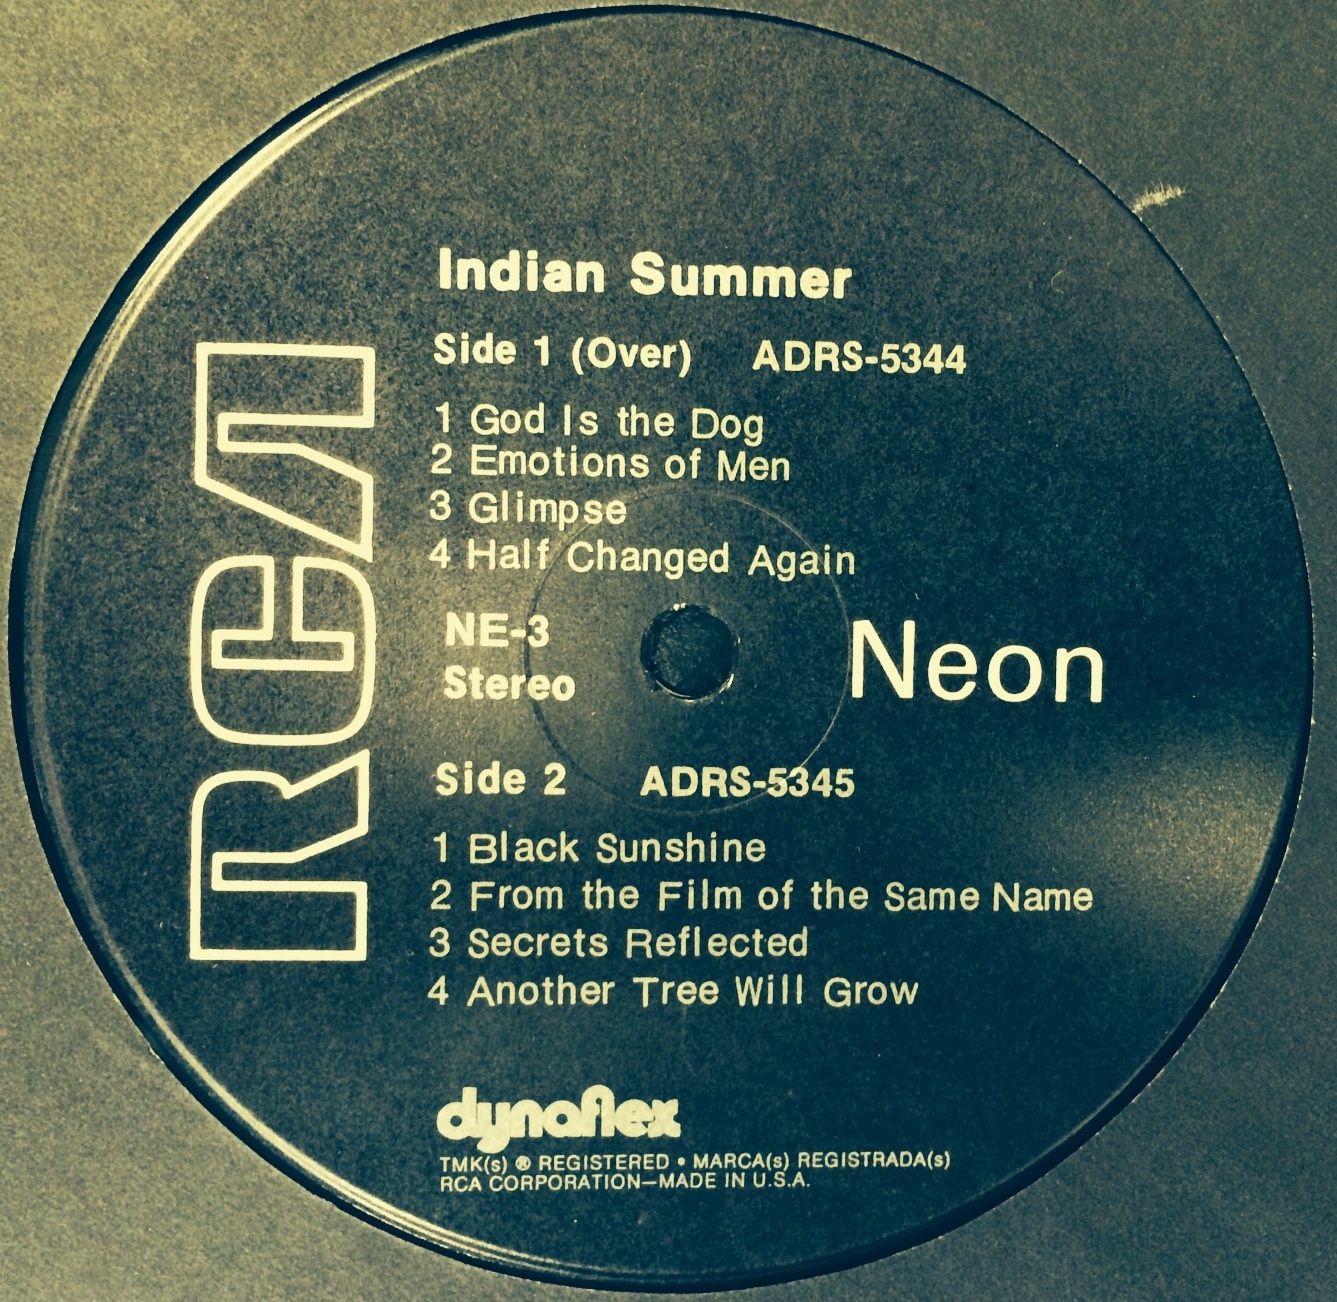 Indian Summer
Side 1 (Over) ADRS-5344
1 God Is the Dog
2 Emotions of Men
3 Glimpse
4 Half Changed Again
RCA
NE-3
Stereo
Neon
Side 2 ADRS-5345
1 Black Sunshine
2 From the Film of the Same Name
3 Secrets Reflected
4 Another Tree Will Grow
dynaflex
TMK(s) ® REGISTERED • MARCA(s) REGISTRADA(s)
RCA CORPORATION—MADE IN U.S.A.